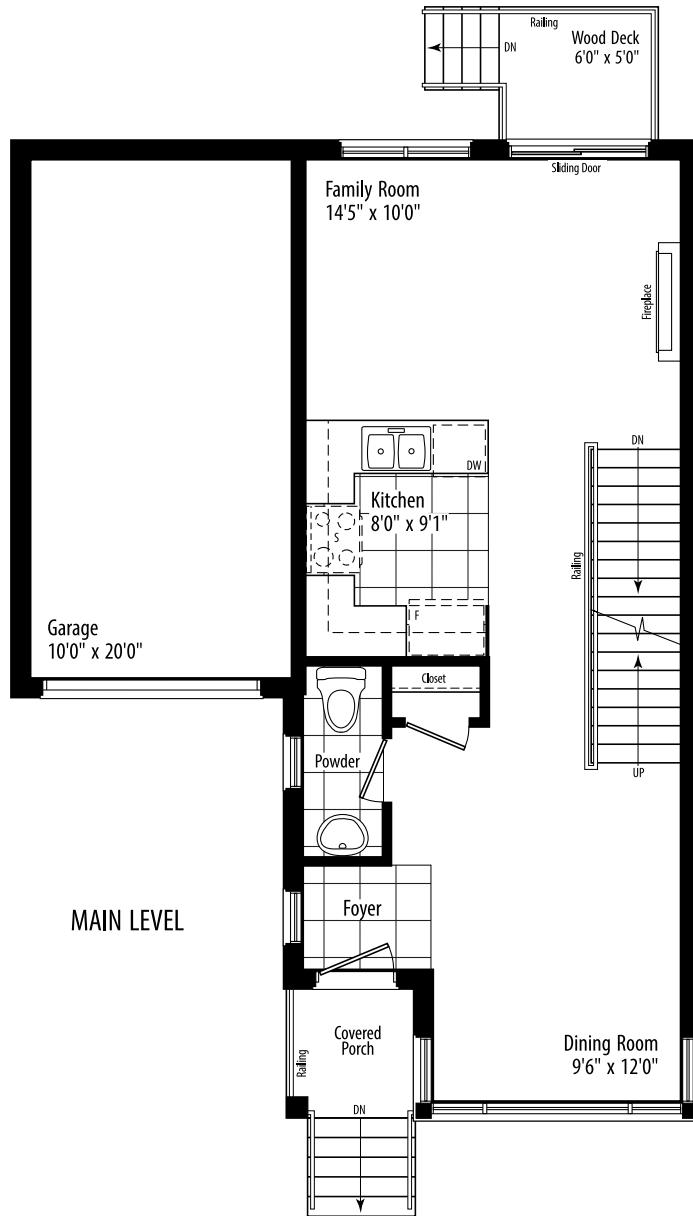 Railing
Wood Deck
6'0" x 5'0"
DN
Sliding Door
Family Room
14'5" x 10'0"
Fireplace
DN
DW
Kitchen
8'0" x 9'1"
S
Railing
F
Garage
10'0" x 20'0"
Closet
Powder
UP
MAIN LEVEL
Foyer
Covered
Porch
Dining Room
9'6" x 12'0"
Railing
DN